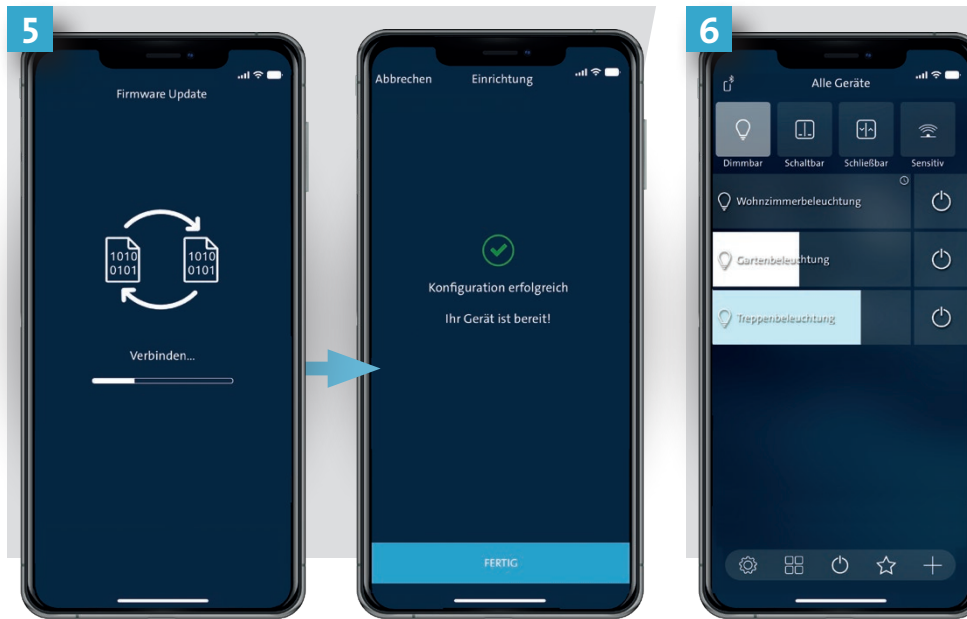 5
Firmware Update
1010
0101
1010
0101
Verbinden...
Abbrechen Einrichtung
Konfiguration erfolgreich
Ihr Gerät ist bereit!
FERTIG
6
Alle Geräte
Dimmbar Schaltbar Schließbar Sensitiv
Wohnzimmerbeleuchtung
Gartenbeleuchtung
Treppenbeleuchtung